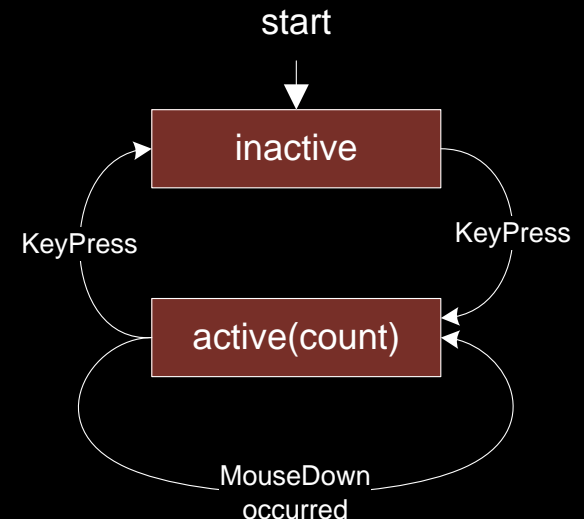 start
inactive
KeyPress
KeyPress
active(count)
MouseDown
occurred